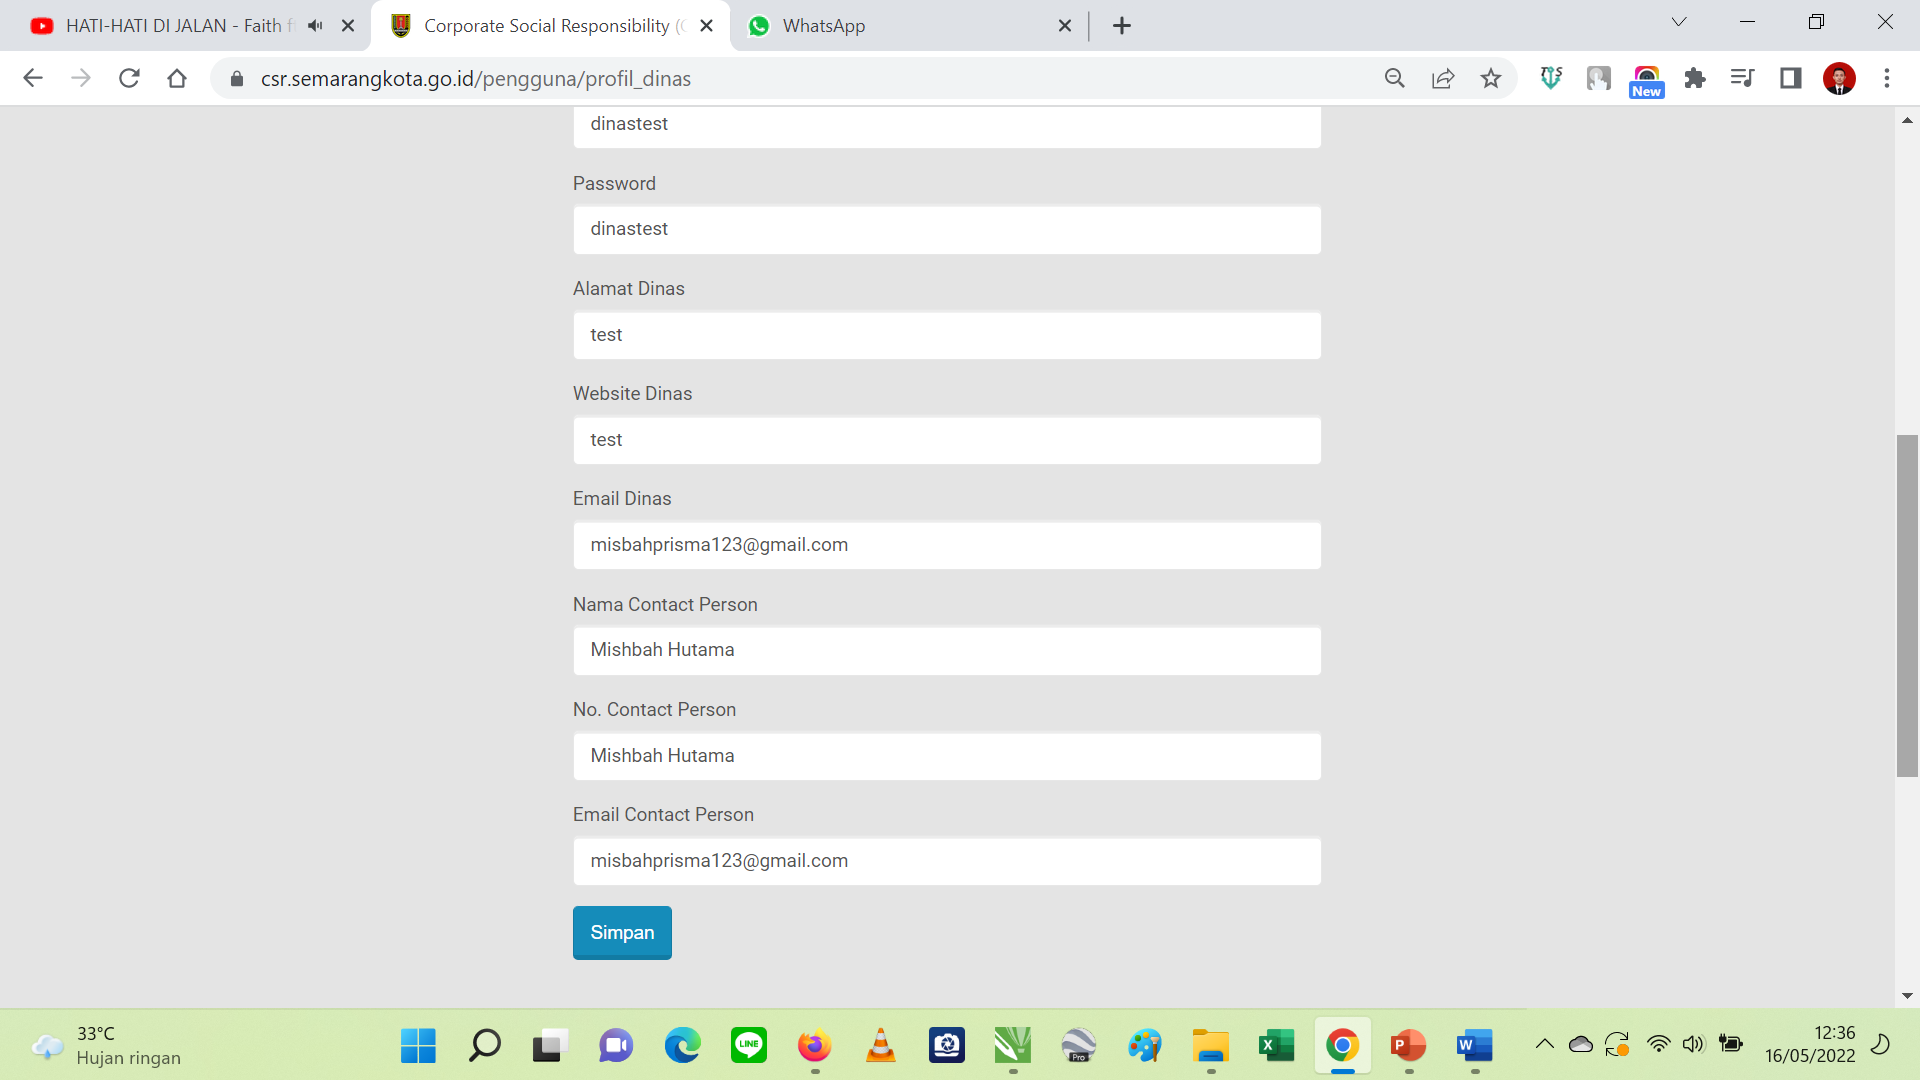 HATI-HATI DI JALAN - Faith f
Corporate Social Responsibility (
WhatsApp
csr.semarangkota.go.id/pengguna/profil_dinas
New
dinastest
Password
dinastest
Alamat Dinas
test
Website Dinas
test
Email Dinas
misbahprisma123@gmail.com
Nama Contact Person
Mishbah Hutama
No. Contact Person
Mishbah Hutama
Email Contact Person
misbahprisma123@gmail.com
Simpan
33°C
Hujan ringan
LINE
Pro
X
P
W
12:36
16/05/2022